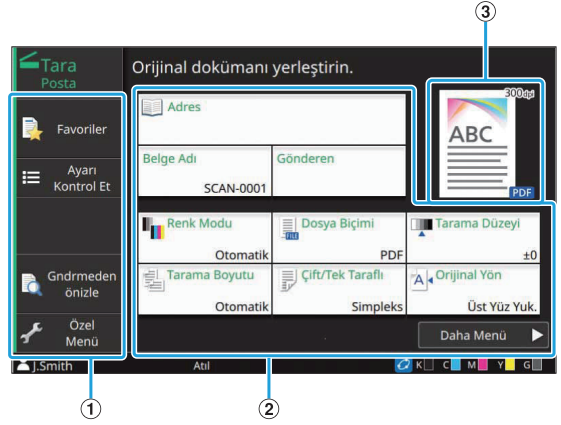 3
Tara
Posta
Orijinal dokümanı yerleştirin.
300dpi
ABC
PDF
Favoriler
Ayarı
Kontrol Et
Gndrmeden
önizle
Özel
Menü
Adres
Belge Adı
SCAN-0001
Gönderen
Renk Modu
Otomatik
FILE
Dosya Biçimi
PDF
Tarama Düzeyi
±0
Tarama Boyutu
Otomatik
Çift/Tek Taraflı
Simpleks
A
Orijinal Yön
Üst Yüz Yuk.
Daha Menü
J.Smith
Atıl
K C M Y G
1
2